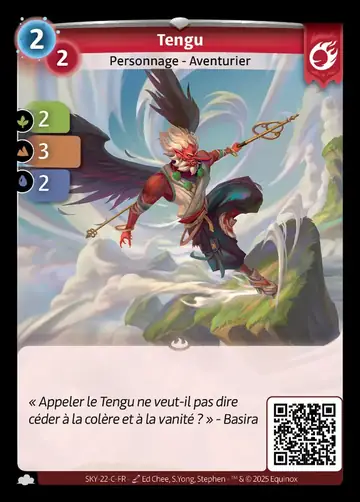 2
Tengu
2
Personnage - Aventurier
2
3
2
« Appeler le Tengu ne veut-il pas dire
céder à la colère et à la vanité ? » - Basira
SKY-22-C-FR - Ed Chee, S.Yong, Stephen - ™ & © 2025 Equinox